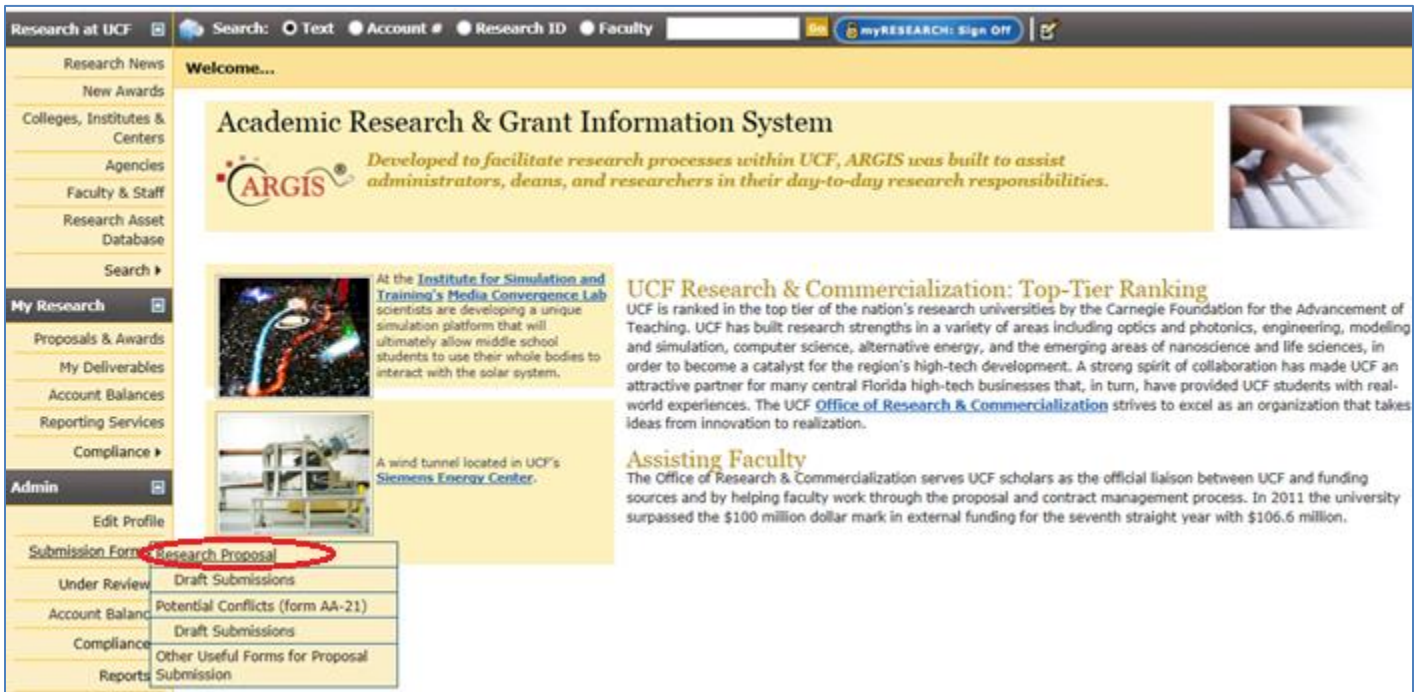 Research at UCF
Search: Text Account # Research ID Faculty Go myRESEARCH: Sign Off
Research News
New Awards
Colleges, Institutes &
Centers
Agencies
Faculty & Staff
Research Asset
Database
Search
My Research
Proposals & Awards
My Deliverables
Account Balances
Reporting Services
Compliance
Admin
Edit Profile
Submission Form
Under Review
Account Balanc
Compliance
Reports
Research Proposal
Draft Submissions
Potential Conflicts (form AA-21)
Draft Submissions
Other Useful Forms for Proposal
Submission
Welcome...
Academic Research & Grant Information System
ARGIS®
Developed to facilitate research processes within UCF, ARGIS was built to assist
administrators, deans, and researchers in their day-to-day research responsibilities.
At the Institute for Simulation and
Training's Media Convergence Lab
scientists are developing a unique
simulation platform that will
ultimately allow middle school
students to use their whole bodies to
interact with the solar system.
A wind tunnel located in UCF's
Siemens Energy Center.
UCF Research & Commercialization: Top-Tier Ranking
UCF is ranked in the top tier of the nation's research universities by the Carnegie Foundation for the Advancement of
Teaching. UCF has built research strengths in a variety of areas including optics and photonics, engineering, modeling
and simulation, computer science, alternative energy, and the emerging areas of nanoscience and life sciences, in
order to become a catalyst for the region's high-tech development. A strong spirit of collaboration has made UCF an
attractive partner for many central Florida high-tech businesses that, in turn, have provided UCF students with real-
world experiences. The UCF Office of Research & Commercialization strives to excel as an organization that takes
ideas from innovation to realization.
Assisting Faculty
The Office of Research & Commercialization serves UCF scholars as the official liaison between UCF and funding
sources and by helping faculty work through the proposal and contract management process. In 2011 the university
surpassed the $100 million dollar mark in external funding for the seventh straight year with $106.6 million.